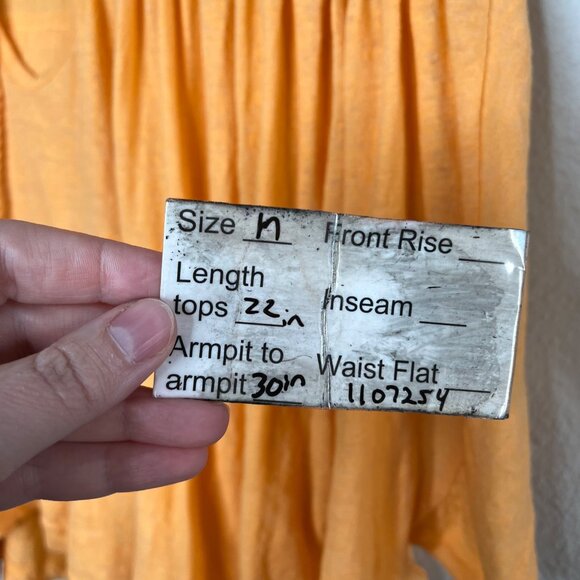 Size n Front Rise
Length
tops 22in Inseam
Armpit to
armpit 30in Waist Flat
1107254